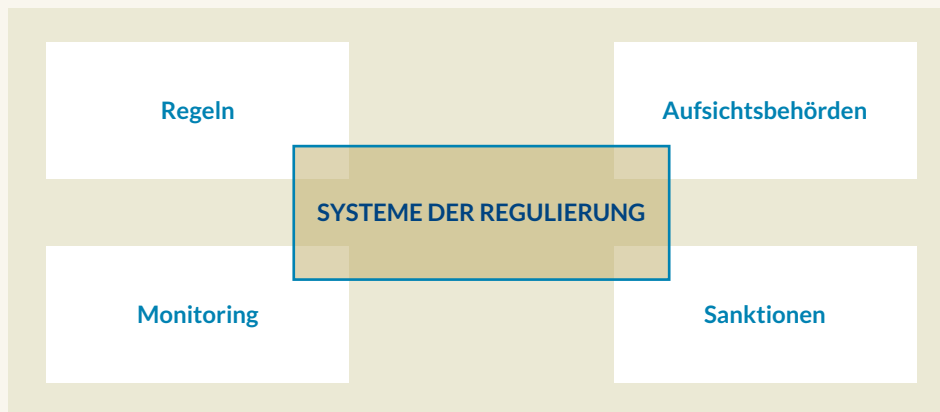 Regeln
Aufsichtsbehörden
SYSTEME DER REGULIERUNG
Monitoring
Sanktionen